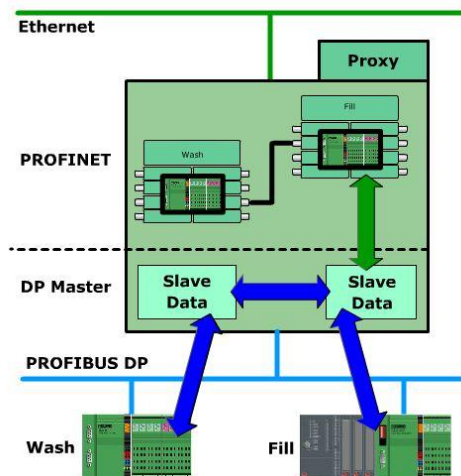 Ethernet
Proxy
Fill
PROFINET
Wash
DP Master
Slave
Data
Slave
Data
PROFIBUS DP
Wash
Fill